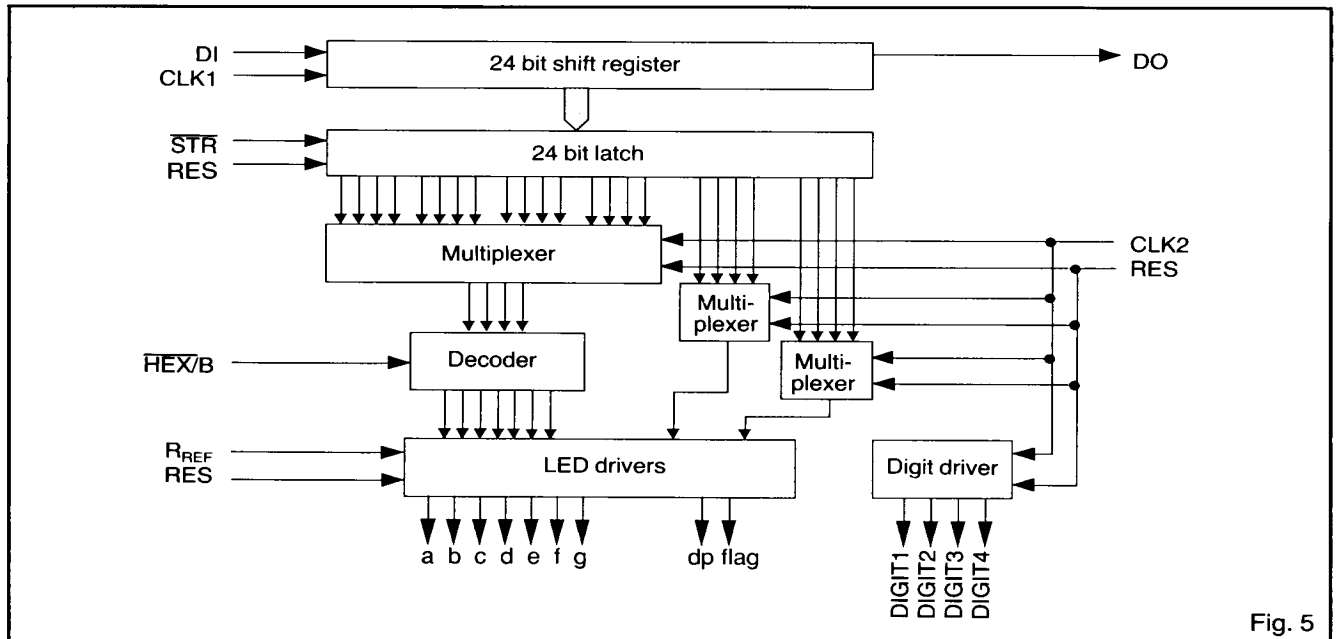 DI
CLK1
24 bit shift register
DO
STR
RES
24 bit latch
Multiplexer
CLK2
RES
Multi-
plexer
HEX/B
Decoder
Multi-
plexer
RREF
RES
LED drivers
Digit driver
a b c d e f g dp flag
DIGIT1
DIGIT2
DIGIT3
DIGIT4
Fig. 5